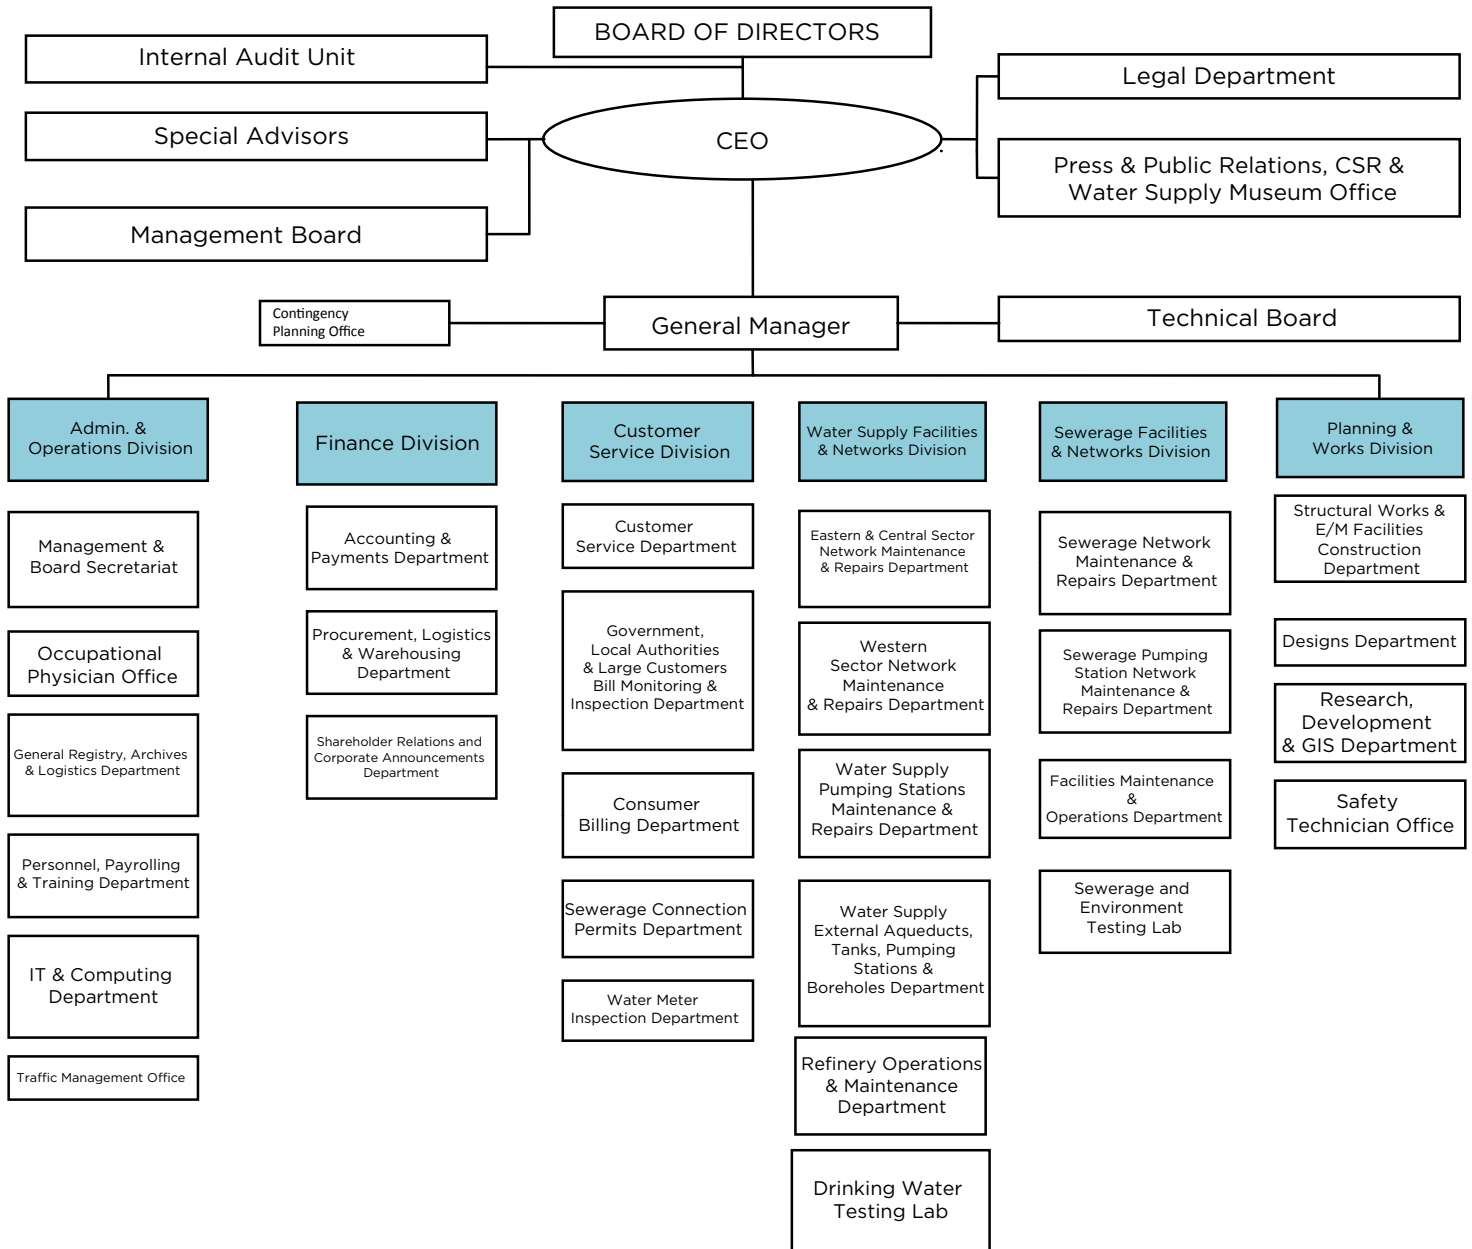 BOARD OF DIRECTORS
Internal Audit Unit
Legal Department
Special Advisors
CEO
Press & Public Relations, CSR &
Water Supply Museum Office
Management Board
Contingency
Planning Office
General Manager
Technical Board
Admin. &
Operations Division
Management &
Board Secretariat
Occupational
Physician Office
General Registry, Archives
& Logistics Department
Personnel, Payrolling
& Training Department
IT & Computing
Department
Traffic Management Office
Finance Division
Accounting &
Payments Department
Procurement, Logistics
& Warehousing
Department
Shareholder Relations and
Corporate Announcements
Department
Customer
Service Division
Customer
Service Department
Government,
Local Authorities
& Large Customers
Bill Monitoring &
Inspection Department
Consumer
Billing Department
Sewerage Connection
Permits Department
Water Meter
Inspection Department
Water Supply Facilities
& Networks Division
Eastern & Central Sector
Network Maintenance
& Repairs Department
Western
Sector Network
Maintenance
& Repairs Department
Water Supply
Pumping Stations
Maintenance &
Repairs Department
Water Supply
External Aqueducts,
Tanks, Pumping
Stations &
Boreholes Department
Refinery Operations
& Maintenance
Department
Drinking Water
Testing Lab
Sewerage Facilities
& Networks Division
Sewerage Network
Maintenance &
Repairs Department
Sewerage Pumping
Station Network
Maintenance &
Repairs Department
Facilities Maintenance
&
Operations Department
Sewerage and
Environment
Testing Lab
Planning &
Works Division
Structural Works &
E/M Facilities
Construction
Department
Designs Department
Research,
Development
& GIS Department
Safety
Technician Office